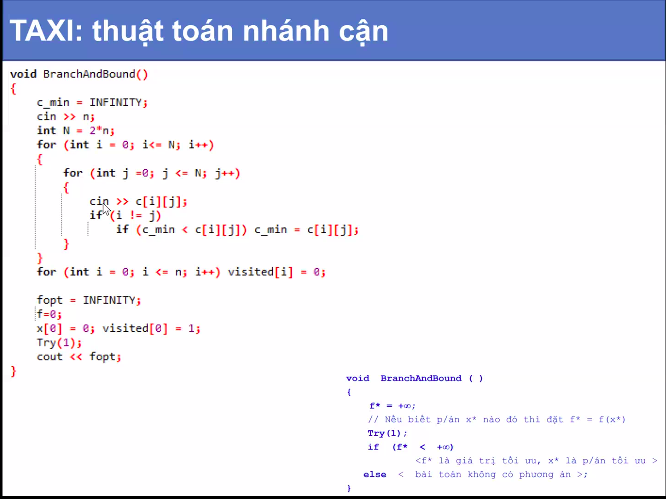 TAXI: thuật toán nhánh cận
void BranchAndBound()
{
c_min = INFINITY;
cin >> n;
int N = 2*n;
for (int i = 0; i<= N; i++)
{
for (int j =0; j <= N; j++)
{
cin >> c[i][j];
if (i != j)
if (c_min < c[i][j]) c_min = c[i][j];
}
}
for (int i = 0; i <= n; i++) visited[i] = 0;
fopt = INFINITY;
f=0;
x[0] = 0; visited[0] = 1;
Try(1);
cout << fopt;
}
void BranchAndBound ( )
{
f* = +∞;
// Nếu biết p/án x* nào đó thì đặt f* = f(x*)
Try(1);
if (f* < +∞)
<f* là giá trị tối ưu, x* là p/án tối ưu >
else < bài toán không có phương án >;
}